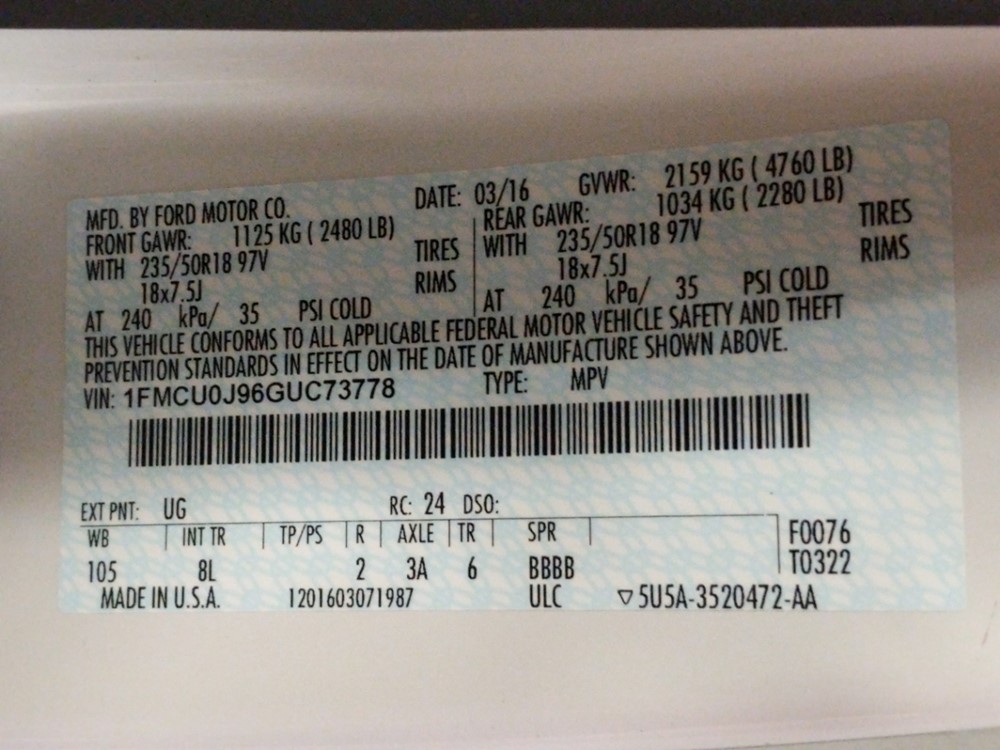 MFD. BY FORD MOTOR CO. DATE: 03/16 GVWR: 2159 KG ( 4760 LB)
FRONT GAWR: 1125 KG ( 2480 LB) REAR GAWR: 1034 KG ( 2280 LB)
WITH 235/50R18 97V TIRES WITH 235/50R18 97V TIRES
18x7.5J RIMS 18x7.5J RIMS
AT 240 kPa/ 35 PSI COLD AT 240 kPa/ 35 PSI COLD
THIS VEHICLE CONFORMS TO ALL APPLICABLE FEDERAL MOTOR VEHICLE SAFETY AND THEFT
PREVENTION STANDARDS IN EFFECT ON THE DATE OF MANUFACTURE SHOWN ABOVE.
VIN: 1FMCU0J96GUC73778 TYPE: MPV
EXT PNT: UG RC: 24 DSO:
WB INT TR TP/PS R AXLE TR SPR F0076
105 8L 2 3A 6 BBBB T0322
MADE IN U.S.A. 1201603071987 ULC ▽5U5A-3520472-AA